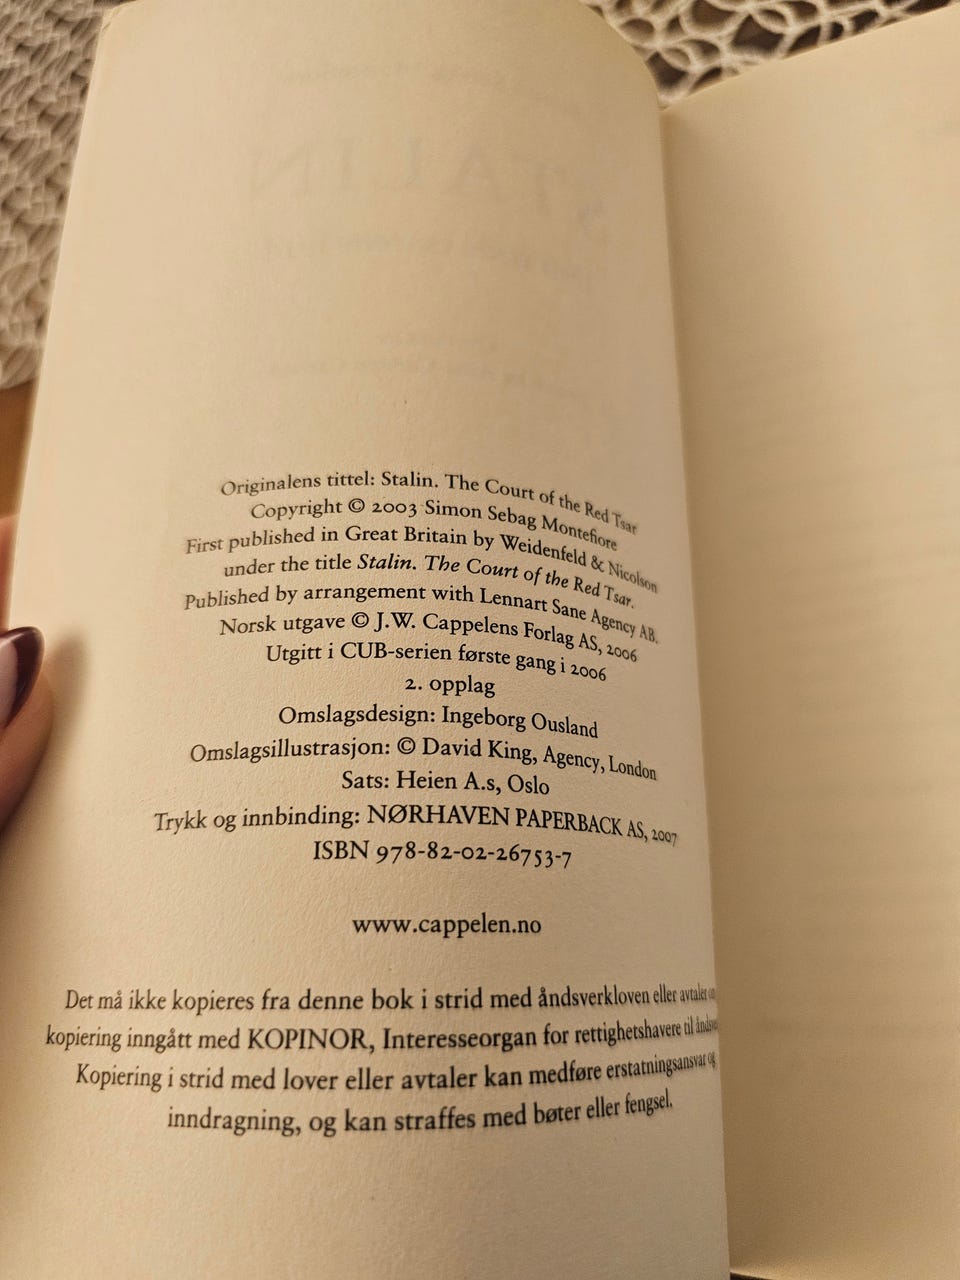 Originalens tittel: Stalin. The Court of the Red Tsar
Copyright © 2003 Simon Sebag Montefiore
First published in Great Britain by Weidenfeld & Nicolson
under the title Stalin. The Court of the Red Tsar.
Published by arrangement with Lennart Sane Agency AB.
Norsk utgave © J.W. Cappelens Forlag AS, 2006
Utgitt i CUB-serien første gang i 2006
2. opplag
Omslagsdesign: Ingeborg Ousland
Omslagsillustrasjon: © David King, Agency, London
Sats: Heien A.s, Oslo
Trykk og innbinding: NØRHAVEN PAPERBACK AS, 2007
ISBN 978-82-02-26753-7
www.cappelen.no
Det må ikke kopieres fra denne bok i strid med åndsverkloven eller avtaler om
kopiering inngått med KOPINOR, Interesseorgan for rettighetshavere til
Kopiering i strid med lover eller avtaler kan medføre erstatningsansvar og
inndragning, og kan straffes med bøter eller fengsel.